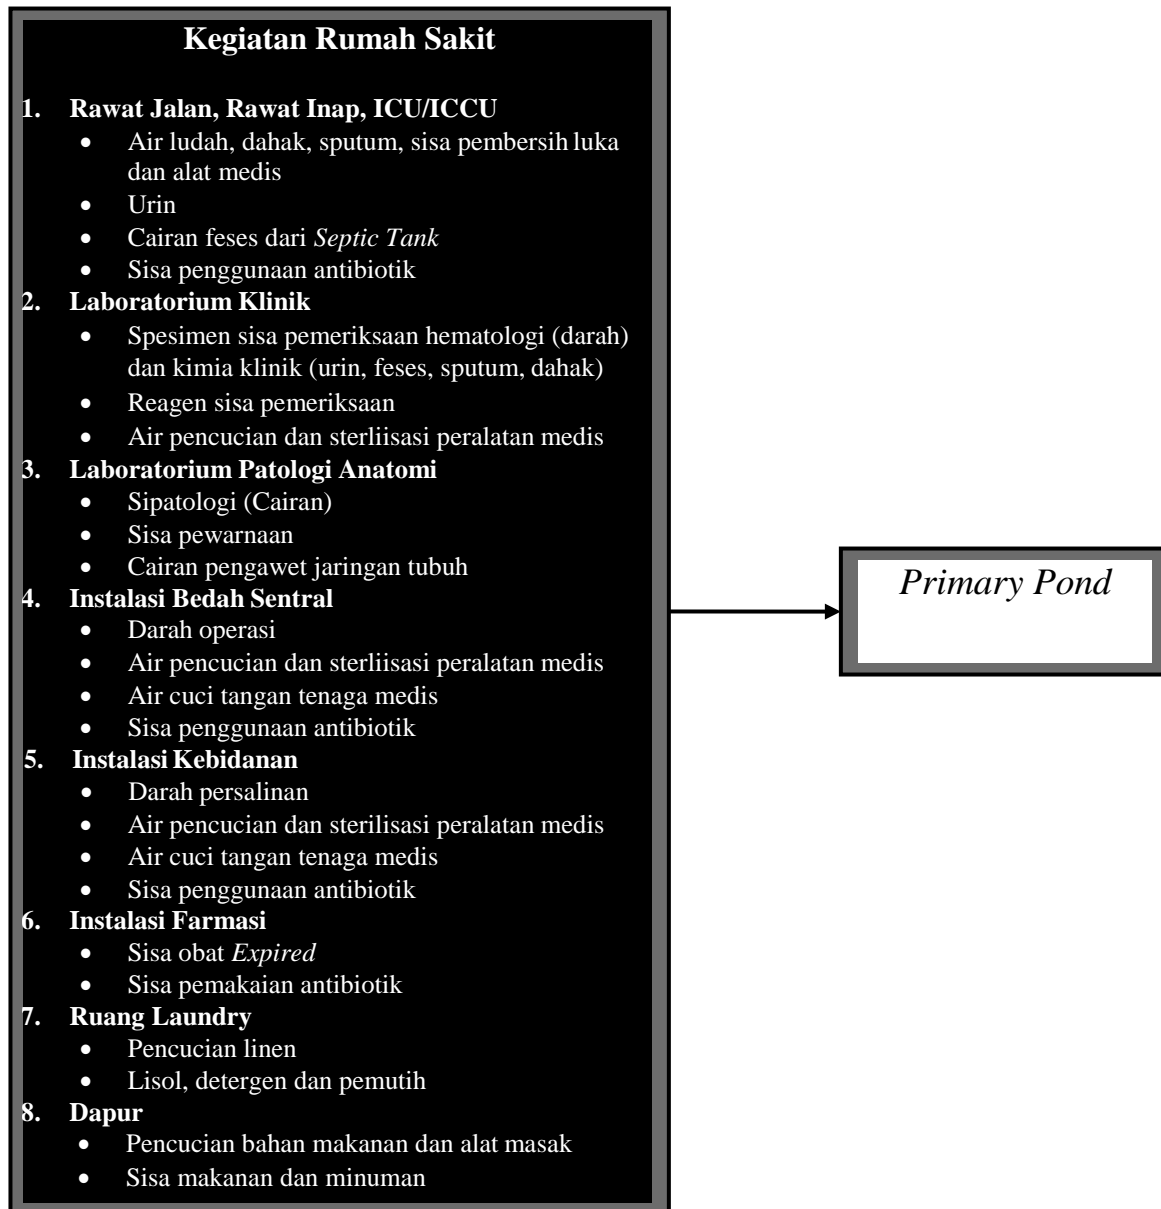 Kegiatan Rumah Sakit
1. Rawat Jalan, Rawat Inap, ICU/ICCU
• Air ludah, dahak, sputum, sisa pembersih luka
dan alat medis
• Urin
• Cairan feses dari Septic Tank
• Sisa penggunaan antibiotik
2. Laboratorium Klinik
• Spesimen sisa pemeriksaan hematologi (darah)
dan kimia klinik (urin, feses, sputum, dahak)
• Reagen sisa pemeriksaan
• Air pencucian dan sterliisasi peralatan medis
3. Laboratorium Patologi Anatomi
• Sipatologi (Cairan)
• Sisa pewarnaan
• Cairan pengawet jaringan tubuh
4. Instalasi Bedah Sentral
• Darah operasi
• Air pencucian dan sterliisasi peralatan medis
• Air cuci tangan tenaga medis
• Sisa penggunaan antibiotik
5. Instalasi Kebidanan
• Darah persalinan
• Air pencucian dan sterilisasi peralatan medis
• Air cuci tangan tenaga medis
• Sisa penggunaan antibiotik
6. Instalasi Farmasi
• Sisa obat Expired
• Sisa pemakaian antibiotik
7. Ruang Laundry
• Pencucian linen
• Lisol, detergen dan pemutih
8. Dapur
• Pencucian bahan makanan dan alat masak
• Sisa makanan dan minuman
Primary Pond